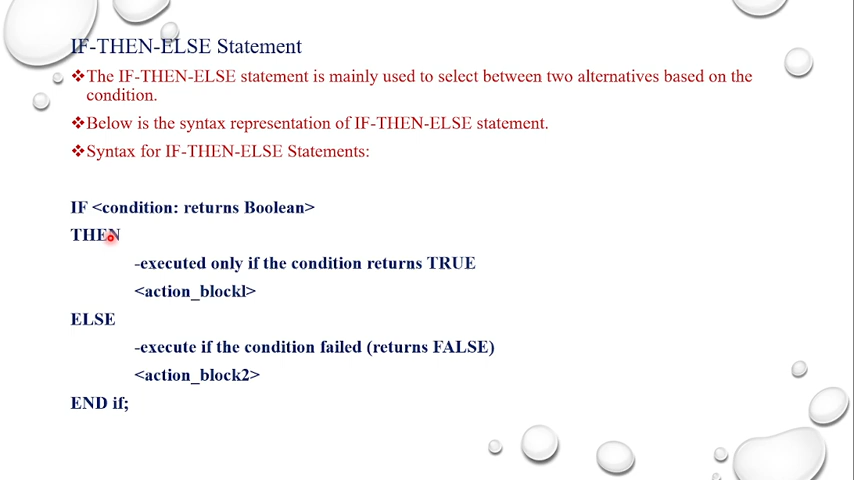 IF-THEN-ELSE Statement
❖The IF-THEN-ELSE statement is mainly used to select between two alternatives based on the
condition.
❖Below is the syntax representation of IF-THEN-ELSE statement.
❖Syntax for IF-THEN-ELSE Statements:
IF <condition: returns Boolean>
THEN
-executed only if the condition returns TRUE
<action_blockl>
ELSE
-execute if the condition failed (returns FALSE)
<action_block2>
END if;